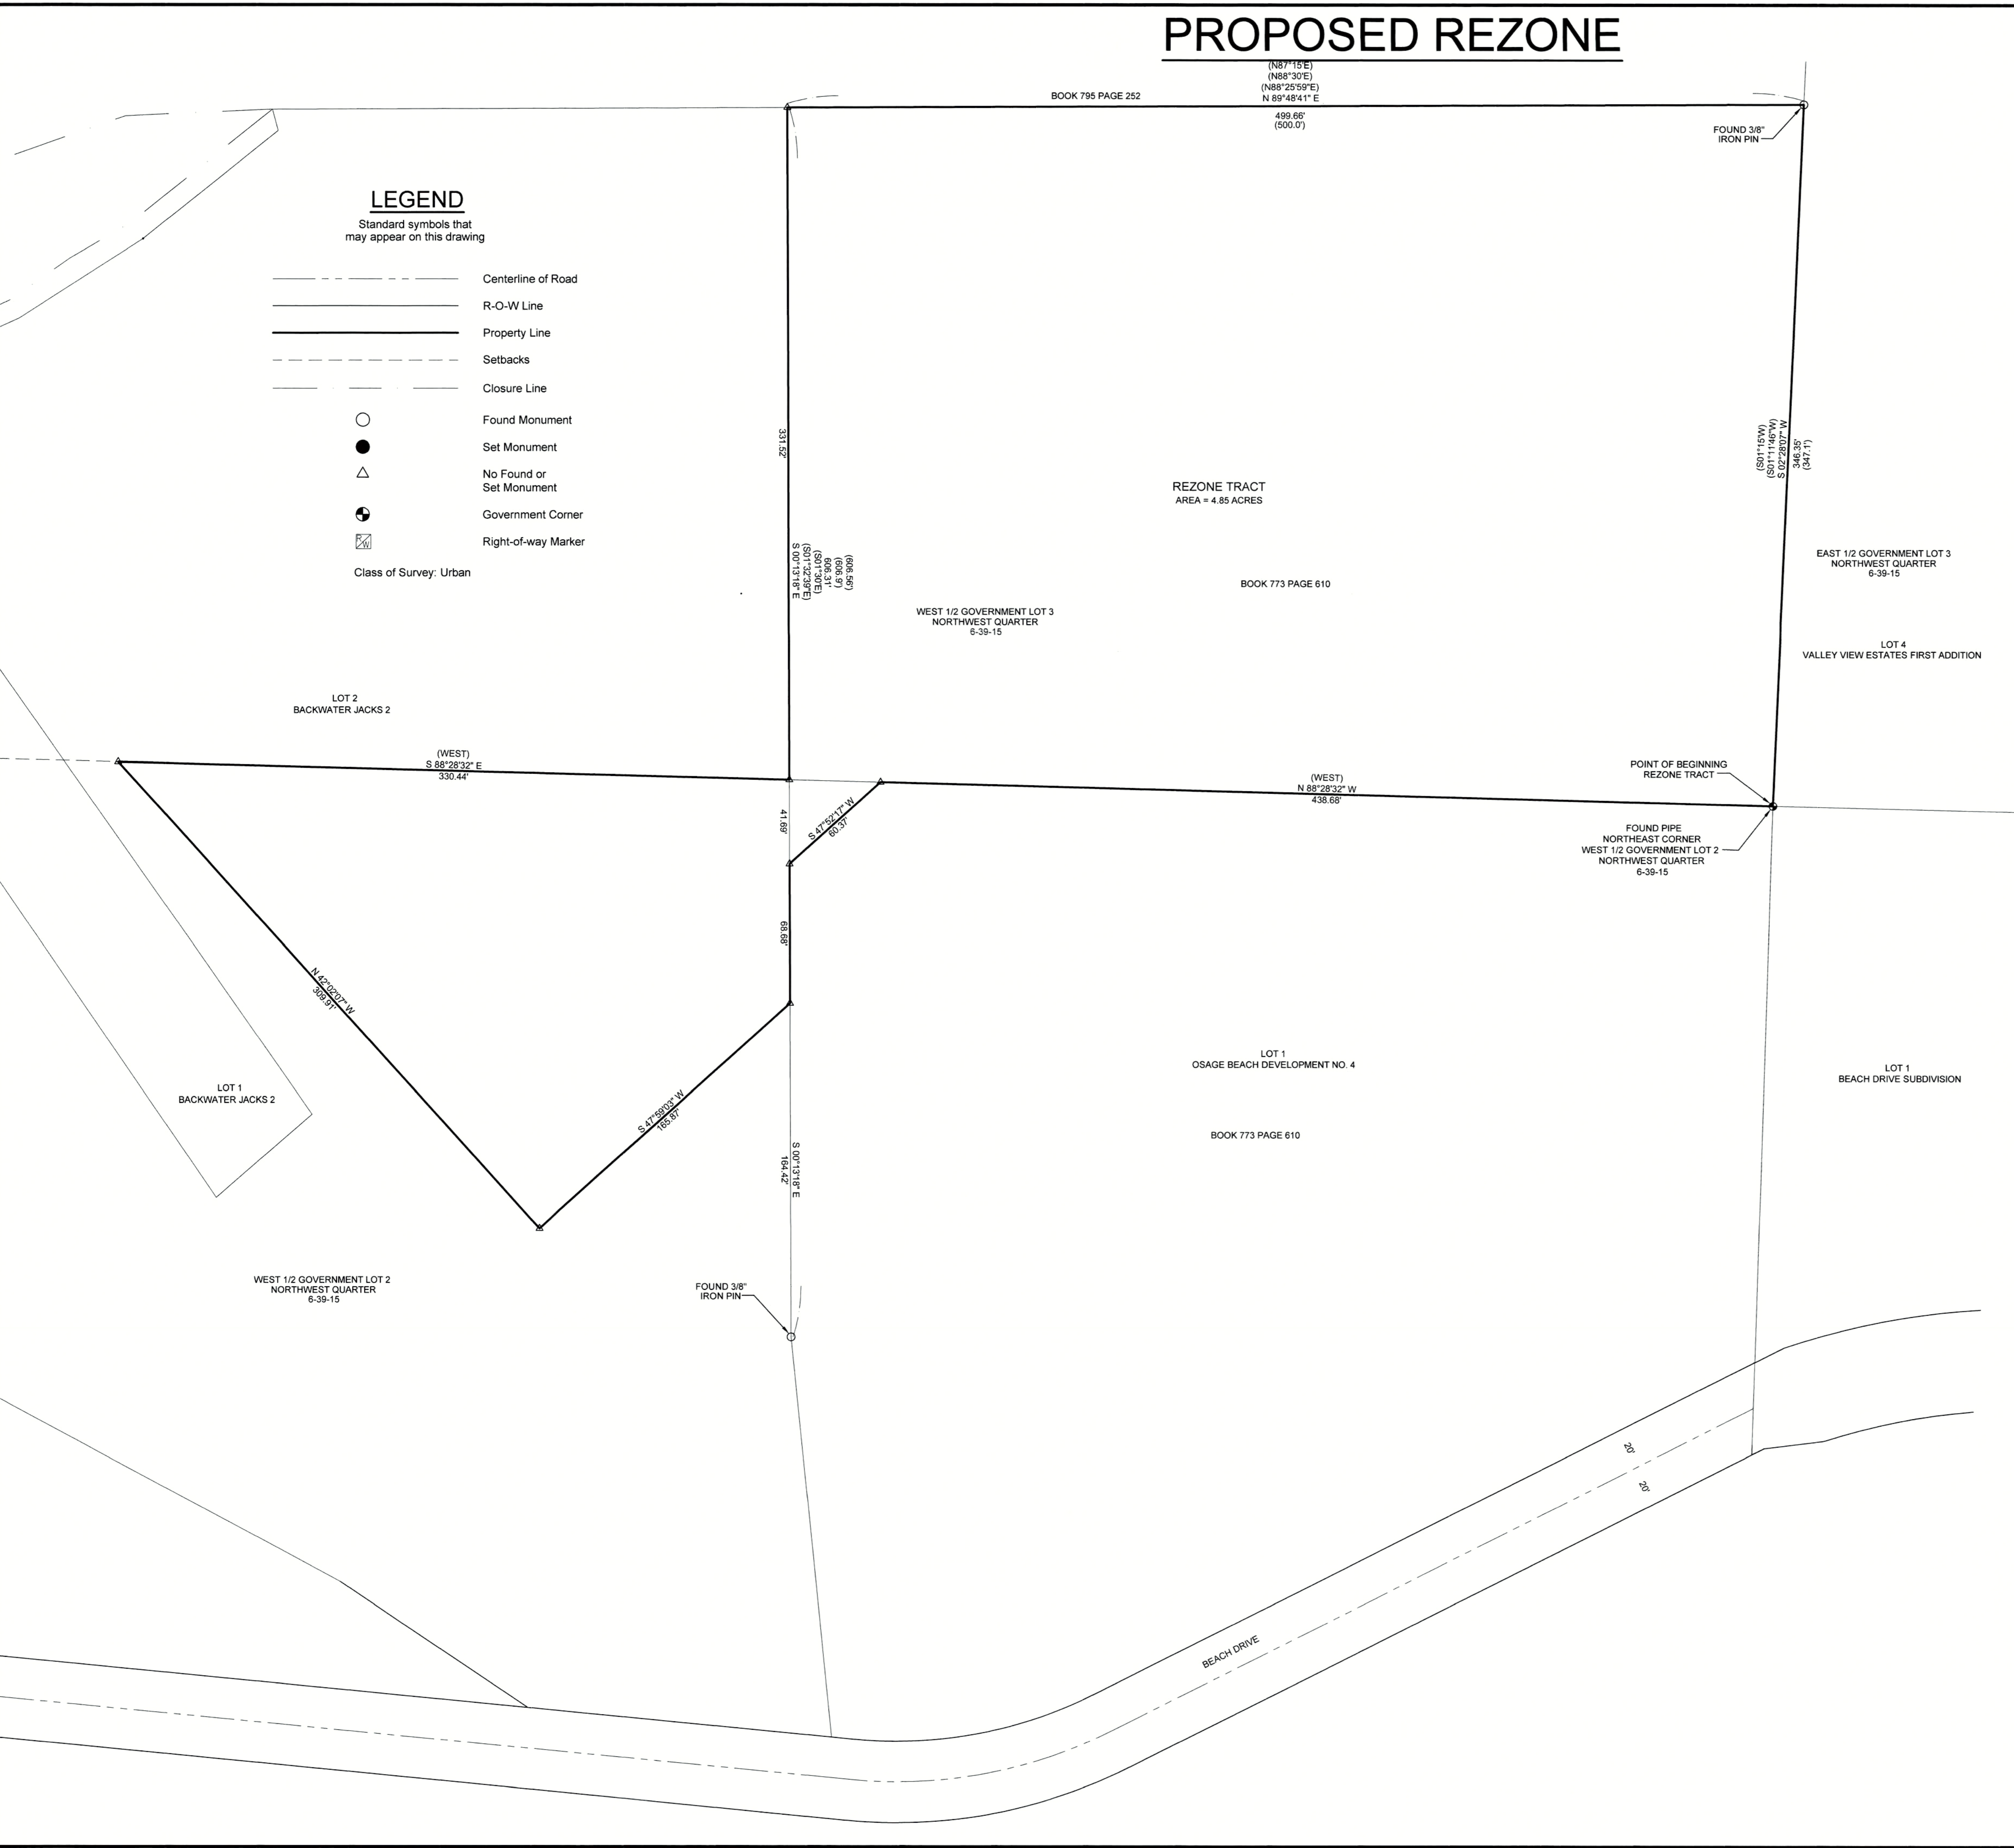 PROPOSED REZONE
(N87°15'E)
(N88°30'E)
(N88°25'59"E)
N 89°48'41" E
499.66'
(500.0')
BOOK 795 PAGE 252
FOUND 3/8"
IRON PIN
LEGEND
Standard symbols that
may appear on this drawing
Centerline of Road
R-O-W Line
Property Line
Setbacks
Closure Line
Found Monument
Set Monument
No Found or
Set Monument
Government Corner
R/W
Right-of-way Marker
Class of Survey: Urban
331.52'
(606.56')
(606.9')
606.31'
(S01°30'E)
(S01°32'39"E)
S 00°13'18" E
REZONE TRACT
AREA = 4.85 ACRES
BOOK 773 PAGE 610
WEST 1/2 GOVERNMENT LOT 3
NORTHWEST QUARTER
6-39-15
(S01°15'W)
(S01°11'46"W)
S 02°28'07" W
346.35'
(347.1')
EAST 1/2 GOVERNMENT LOT 3
NORTHWEST QUARTER
6-39-15
LOT 4
VALLEY VIEW ESTATES FIRST ADDITION
LOT 2
BACKWATER JACKS 2
(WEST)
S 88°28'32" E
330.44'
(WEST)
N 88°28'32" W
438.68'
POINT OF BEGINNING
REZONE TRACT
FOUND PIPE
NORTHEAST CORNER
WEST 1/2 GOVERNMENT LOT 2
NORTHWEST QUARTER
6-39-15
41.69'
S 47°52'17" W
60.37'
68.68'
N 42°02'07" W
309.91'
S 47°59'03" W
165.87'
S 00°13'18" E
164.42'
LOT 1
BACKWATER JACKS 2
LOT 1
OSAGE BEACH DEVELOPMENT NO. 4
BOOK 773 PAGE 610
LOT 1
BEACH DRIVE SUBDIVISION
WEST 1/2 GOVERNMENT LOT 2
NORTHWEST QUARTER
6-39-15
FOUND 3/8"
IRON PIN
20'
20'
BEACH DRIVE